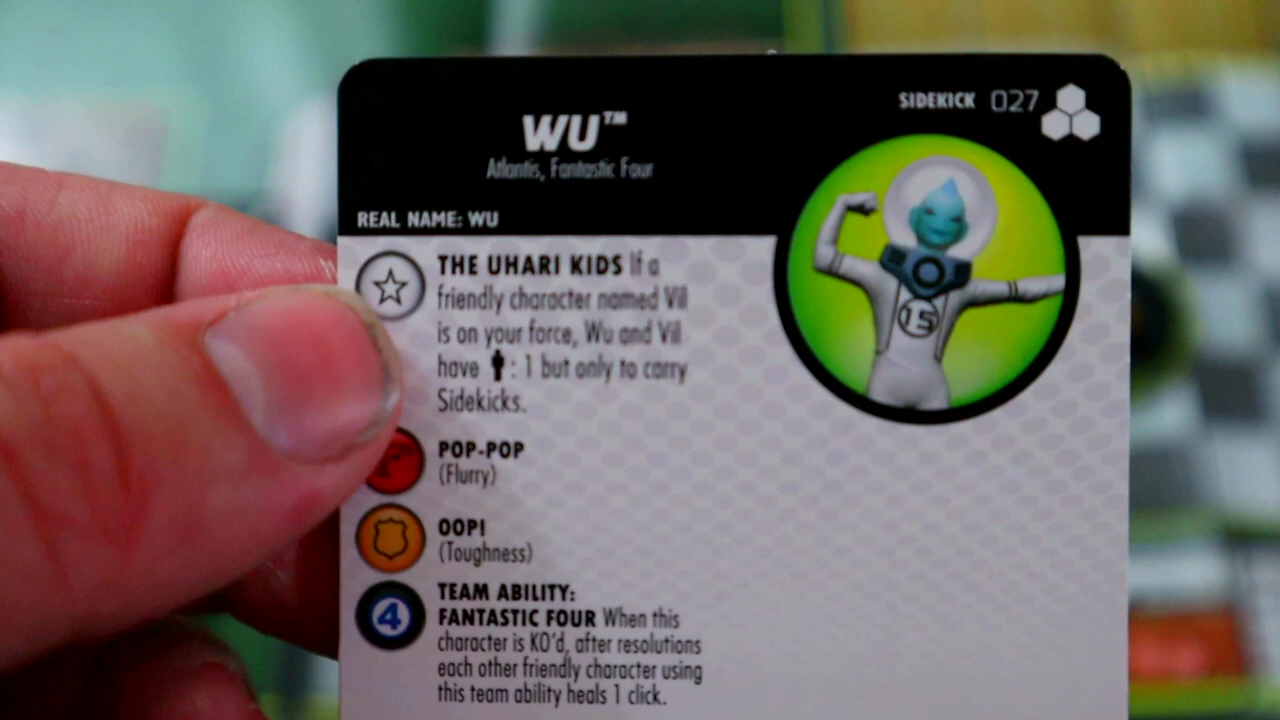 SIDEKICK 027
WU™
Atlantis, Fantastic Four
REAL NAME: WU
THE UHARI KIDS If a
friendly character named Vil
is on your force, Wu and Vil
have : 1 but only to carry
Sidekicks.
POP-POP
(Flurry)
OOP!
(Toughness)
TEAM ABILITY:
FANTASTIC FOUR When this
character is KO'd, after resolutions
each other friendly character using
this team ability heals 1 click.
4
15